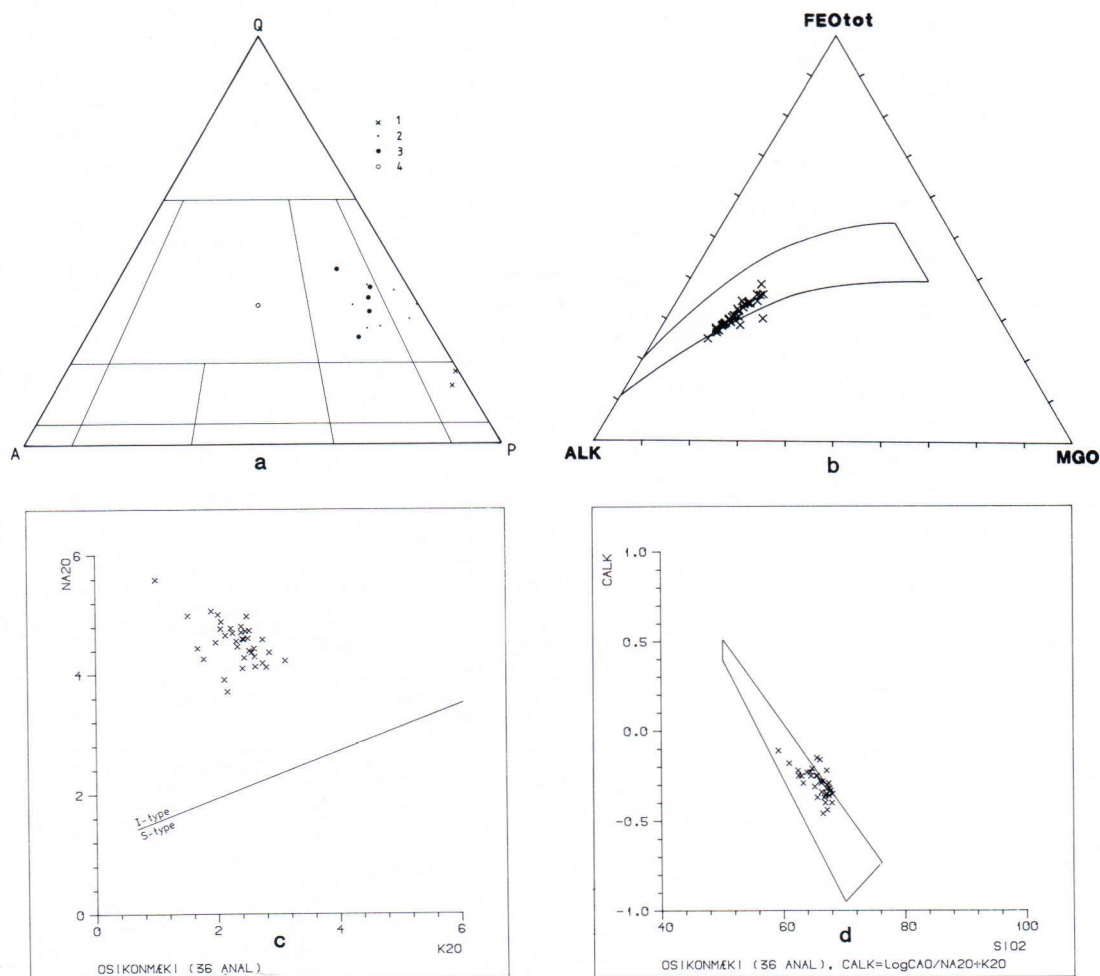 Q
× 1
· 2
● 3
○ 4
A
P
a
FEOtot
ALK
MGO
b
6
4
2
0
NA2O
I-type
S-type
0
2
4
6
K2O
c
OSIKONMÆKI (36 ANAL)
CALK
1.0
0.5
0.0
-0.5
-1.0
40
60
80
100
SIO2
d
OSIKONMÆKI (36 ANAL), CALK=LogCAO/NA2O+K2O